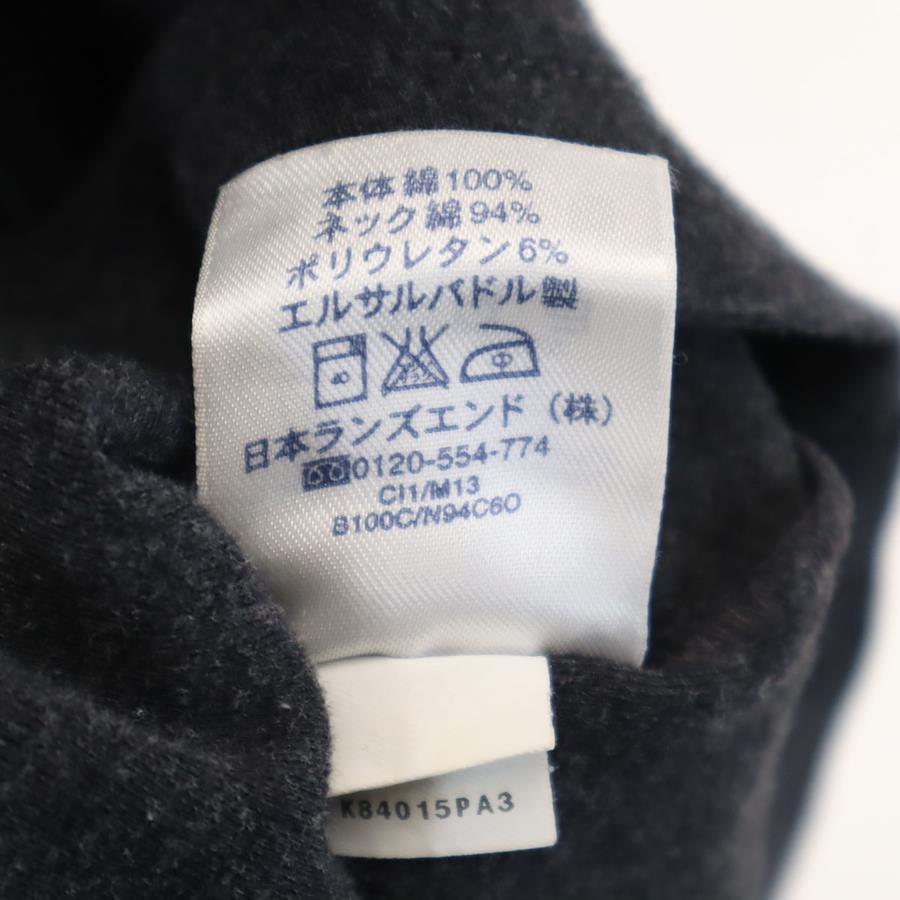 本体 綿100%
ネック 綿94%
ポリウレタン 6%
エルサルバドル製
40
中
日本ランズエンド（株）
0120-554-774
CI1/M13
B100C/N94C6O
K84015PA3